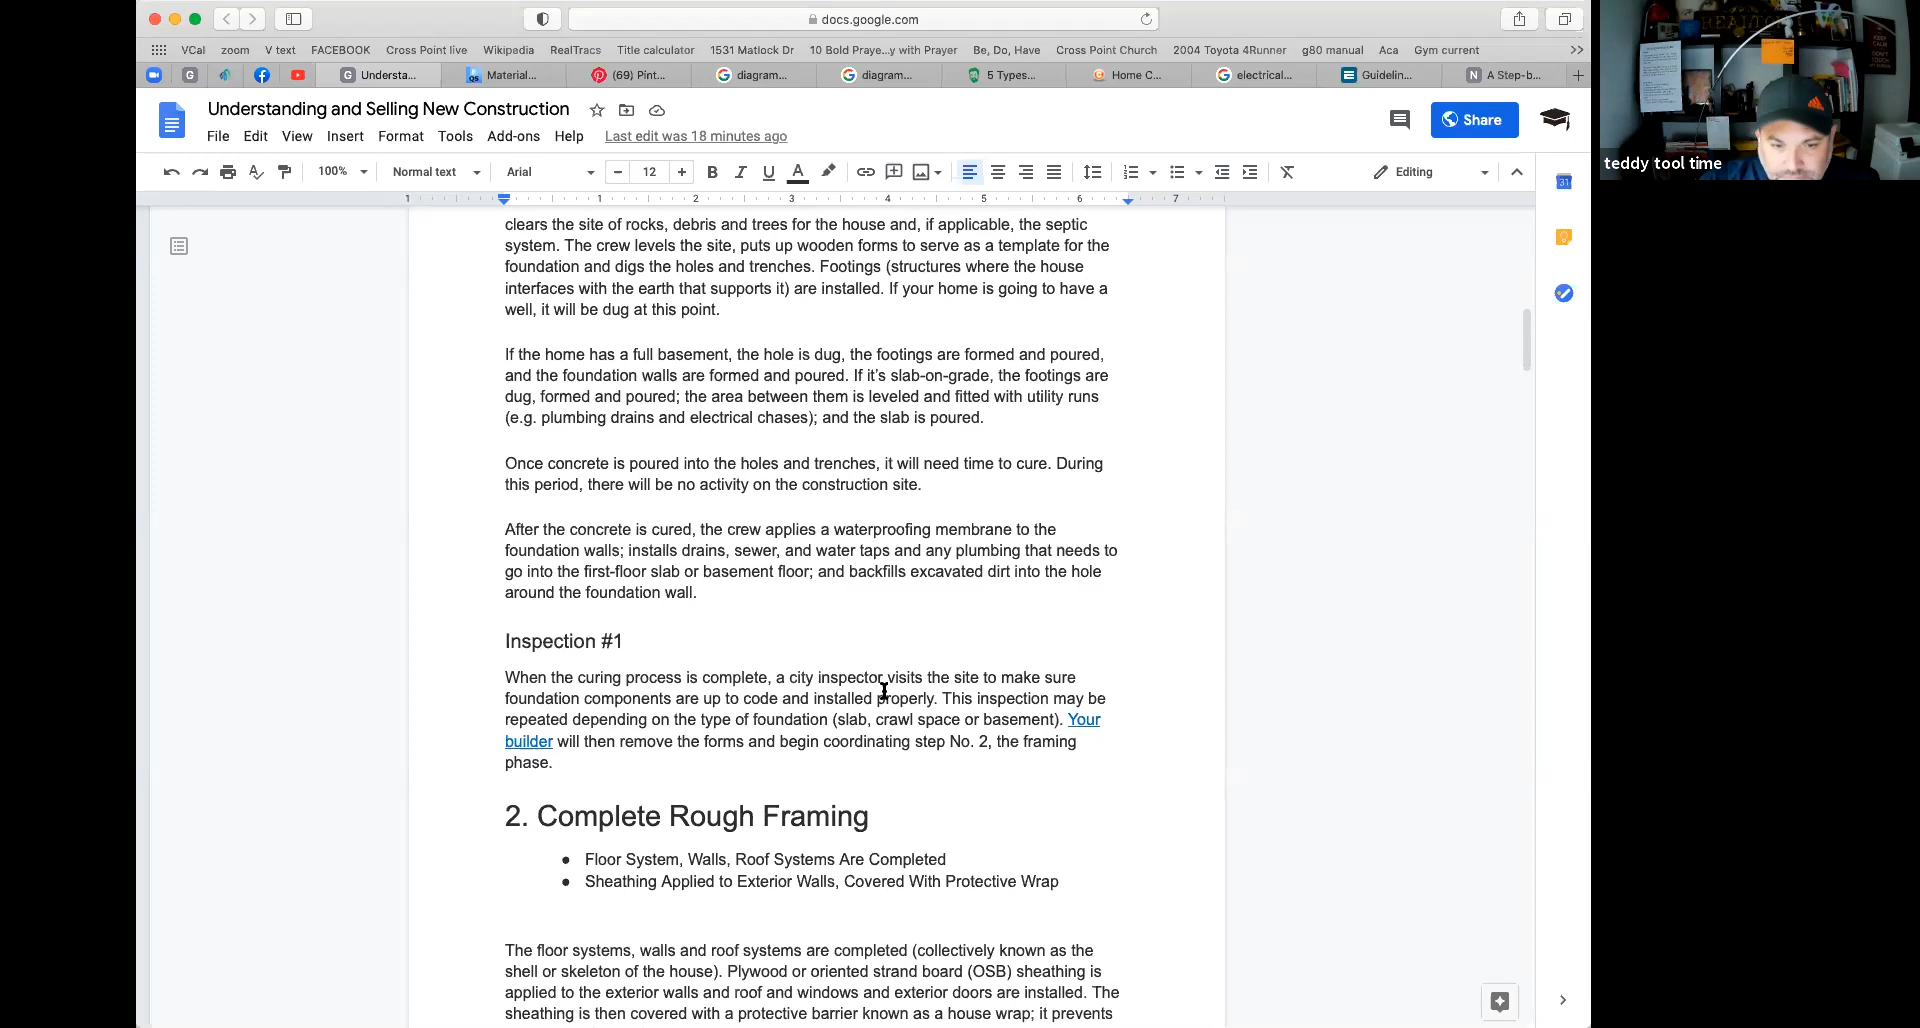 docs.google.com
VCal zoom V text FACEBOOK Cross Point live Wikipedia RealTracs Title calculator 1531 Matlock Dr 10 Bold Praye...y with Prayer Be, Do, Have Cross Point Church 2004 Toyota 4Runner g80 manual Aca Gym current
Understa... Material... (69) Pint... diagram... diagram... 5 Types... Home C... electrical... Guidelin... A Step-b...
Understanding and Selling New Construction
File Edit View Insert Format Tools Add-ons Help Last edit was 18 minutes ago
Share
100% Normal text Arial 12 Editing
1 1 2 3 4 5 6 7
clears the site of rocks, debris and trees for the house and, if applicable, the septic
system. The crew levels the site, puts up wooden forms to serve as a template for the
foundation and digs the holes and trenches. Footings (structures where the house
interfaces with the earth that supports it) are installed. If your home is going to have a
well, it will be dug at this point.
If the home has a full basement, the hole is dug, the footings are formed and poured,
and the foundation walls are formed and poured. If it's slab-on-grade, the footings are
dug, formed and poured; the area between them is leveled and fitted with utility runs
(e.g. plumbing drains and electrical chases); and the slab is poured.
Once concrete is poured into the holes and trenches, it will need time to cure. During
this period, there will be no activity on the construction site.
After the concrete is cured, the crew applies a waterproofing membrane to the
foundation walls; installs drains, sewer, and water taps and any plumbing that needs to
go into the first-floor slab or basement floor; and backfills excavated dirt into the hole
around the foundation wall.
Inspection #1
When the curing process is complete, a city inspector visits the site to make sure
foundation components are up to code and installed properly. This inspection may be
repeated depending on the type of foundation (slab, crawl space or basement). Your
builder will then remove the forms and begin coordinating step No. 2, the framing
phase.
2. Complete Rough Framing
● Floor System, Walls, Roof Systems Are Completed
● Sheathing Applied to Exterior Walls, Covered With Protective Wrap
The floor systems, walls and roof systems are completed (collectively known as the
shell or skeleton of the house). Plywood or oriented strand board (OSB) sheathing is
applied to the exterior walls and roof and windows and exterior doors are installed. The
sheathing is then covered with a protective barrier known as a house wrap; it prevents
31
teddy tool time